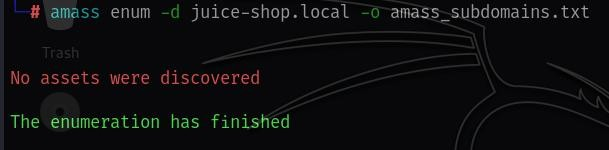 └─# amass enum -d juice-shop.local -o amass_subdomains.txt
Trash
No assets were discovered
The enumeration has finished